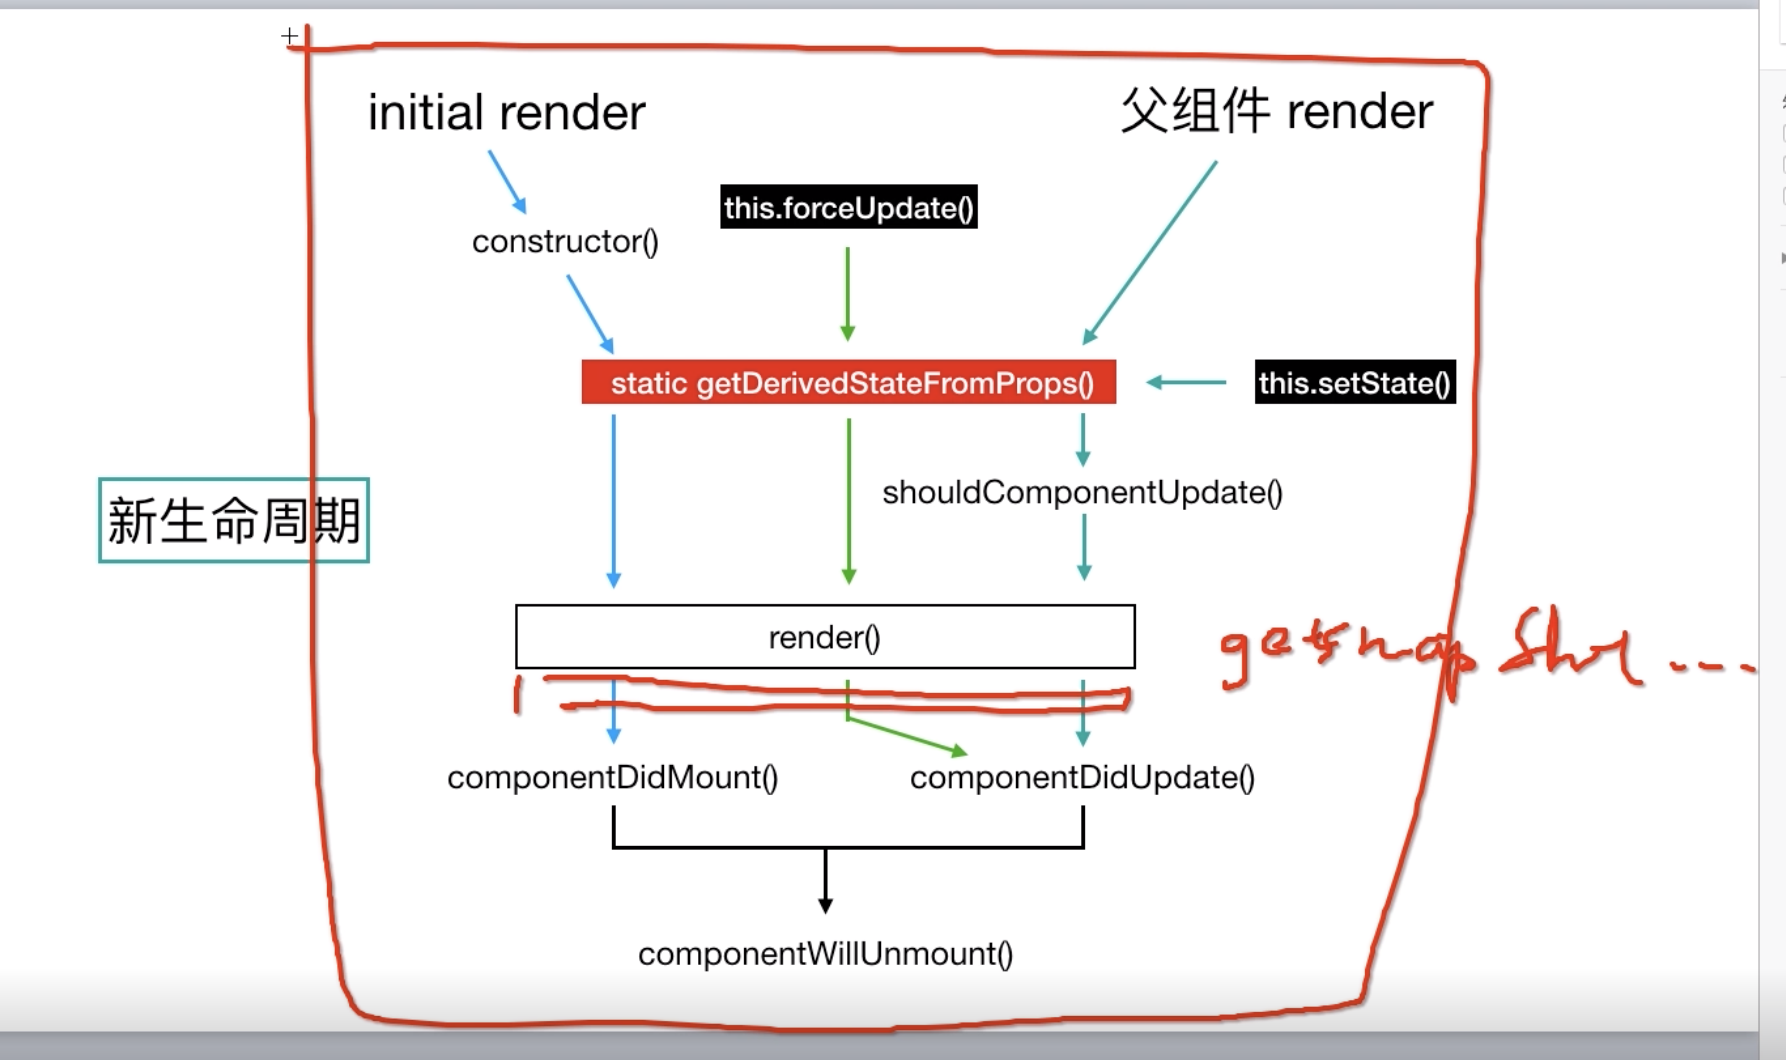 initial render
父组件 render
this.forceUpdate()
constructor()
static getDerivedStateFromProps()
this.setState()
shouldComponentUpdate()
新生命周期
render()
getsnapshot ---
componentDidMount()
componentDidUpdate()
componentWillUnmount()